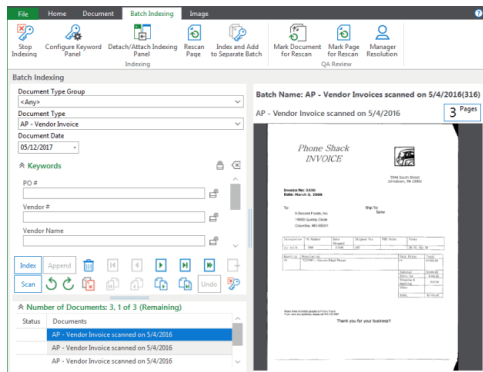 File Home Document Batch Indexing Image
Stop Indexing
Configure Keyword Panel
Detach/Attach Indexing Panel
Rescan Page
Index and Add to Separate Batch
Mark Document for Rescan
Mark Page for Rescan
Manager Resolution
Indexing
QA Review
Batch Indexing
Document Type Group
<Any>
Document Type
AP - Vendor Invoice
Document Date
05/12/2017
Keywords
PO #
Vendor #
Vendor Name
Index Append
Scan Undo
Number of Documents: 3, 1 of 3 (Remaining)
Status Documents
AP - Vendor Invoice scanned on 5/4/2016
AP - Vendor Invoice scanned on 5/4/2016
AP - Vendor Invoice scanned on 5/4/2016
Batch Name: AP - Vendor Invoices scanned on 5/4/2016(316)
AP - Vendor Invoice scanned on 5/4/2016
3 Pages
Phone Shack
INVOICE
To:
Ship To:
Same
Thank you for your business!